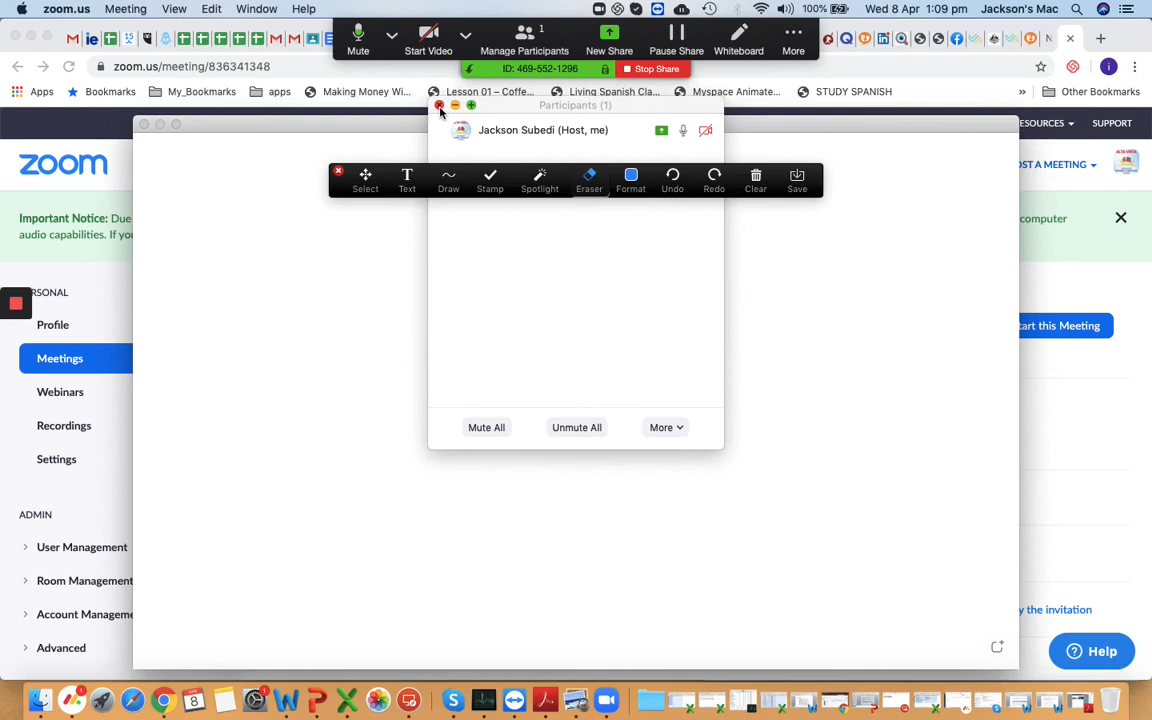 zoom.us Meeting View Edit Window Help 100% Wed 8 Apr 1:09 pm Jackson's Mac
Mute Start Video Manage Participants 1 New Share Pause Share Whiteboard More
zoom.us/meeting/836341348
ID: 469-552-1296 Stop Share
Apps Bookmarks My_Bookmarks apps Making Money Wi... Lesson 01 – Coffe... Living Spanish Cla... Myspace Animate... STUDY SPANISH » Other Bookmarks
Participants (1)
Jackson Subedi (Host, me)
ESOURCES SUPPORT
zoom
OST A MEETING
Select Text Draw Stamp Spotlight Eraser Format Undo Redo Clear Save
Important Notice: Due
computer
audio capabilities. If you
RSONAL
Profile
Meetings
Webinars
Recordings
Settings
tart this Meeting
Mute All Unmute All More
ADMIN
User Management
Room Management
Account Manageme
Advanced
y the invitation
Help